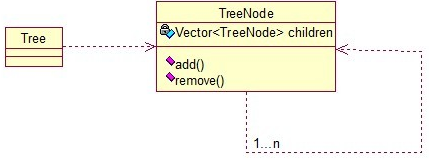 TreeNode
Vector<TreeNode> children
Tree
add()
remove()
1...n